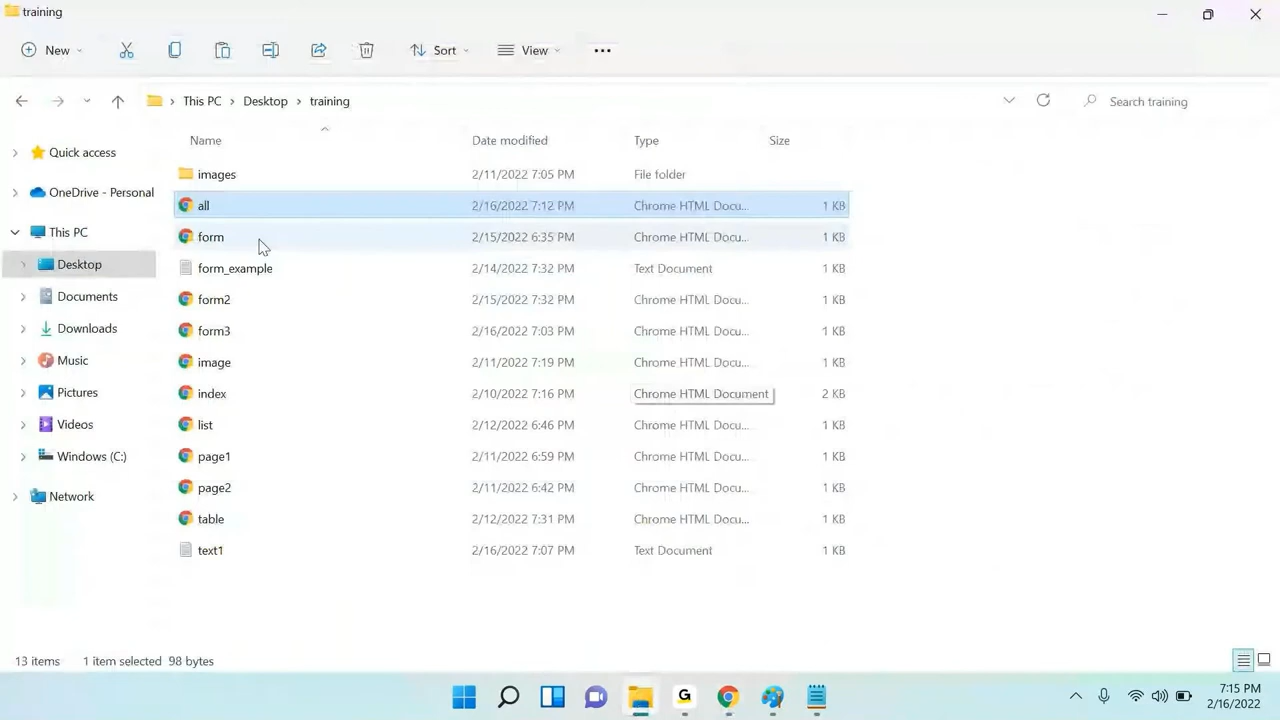 training
New
Sort
View
This PC > Desktop > training
Search training
Name Date modified Type Size
Quick access
OneDrive - Personal
This PC
Desktop
Documents
Downloads
Music
Pictures
Videos
Windows (C:)
Network
images 2/11/2022 7:05 PM File folder
all 2/16/2022 7:12 PM Chrome HTML Docu... 1 KB
form 2/15/2022 6:35 PM Chrome HTML Docu... 1 KB
form_example 2/14/2022 7:32 PM Text Document 1 KB
form2 2/15/2022 7:32 PM Chrome HTML Docu... 1 KB
form3 2/16/2022 7:03 PM Chrome HTML Docu... 1 KB
image 2/11/2022 7:19 PM Chrome HTML Docu... 1 KB
index 2/10/2022 7:16 PM Chrome HTML Document 2 KB
list 2/12/2022 6:46 PM Chrome HTML Docu... 1 KB
page1 2/11/2022 6:59 PM Chrome HTML Docu... 1 KB
page2 2/11/2022 6:42 PM Chrome HTML Docu... 1 KB
table 2/12/2022 7:31 PM Chrome HTML Docu... 1 KB
text1 2/16/2022 7:07 PM Text Document 1 KB
13 items 1 item selected 98 bytes
G
7:15 PM
2/16/2022